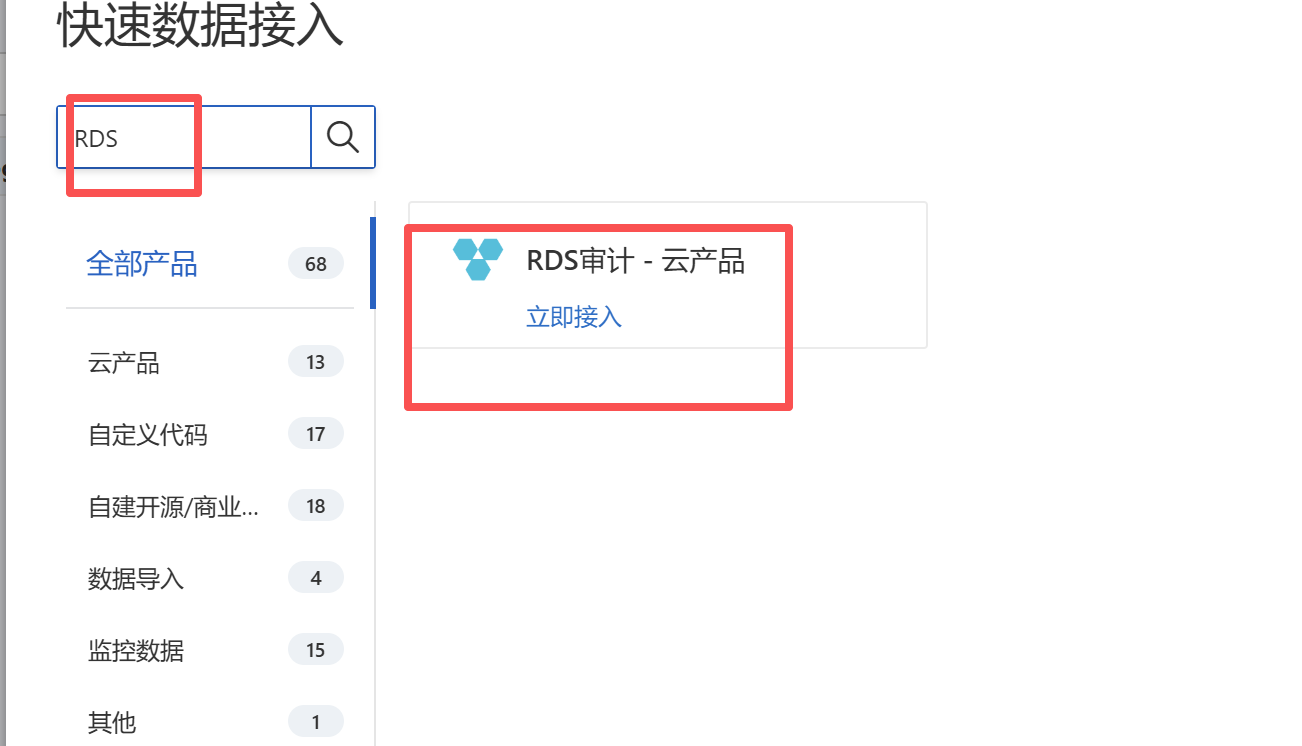 快速数据接入
RDS
全部产品 68
云产品 13
自定义代码 17
自建开源/商业... 18
数据导入 4
监控数据 15
其他 1
RDS审计 - 云产品
立即接入